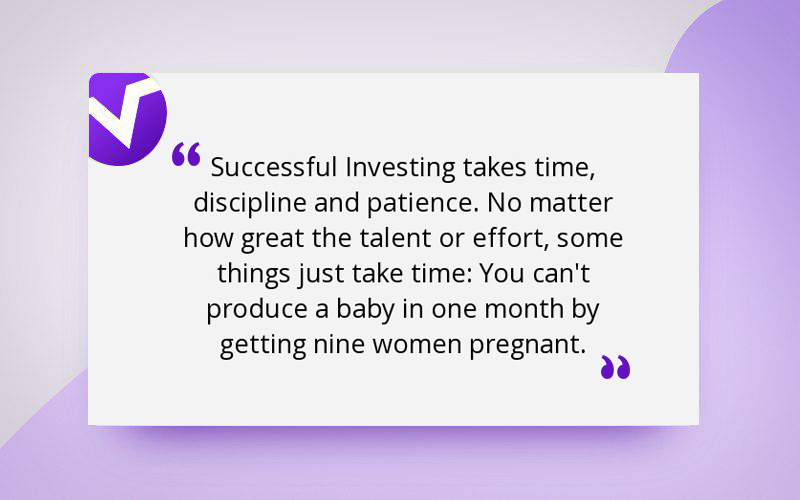 “ Successful Investing takes time,
discipline and patience. No matter
how great the talent or effort, some
things just take time: You can't
produce a baby in one month by
getting nine women pregnant. ”